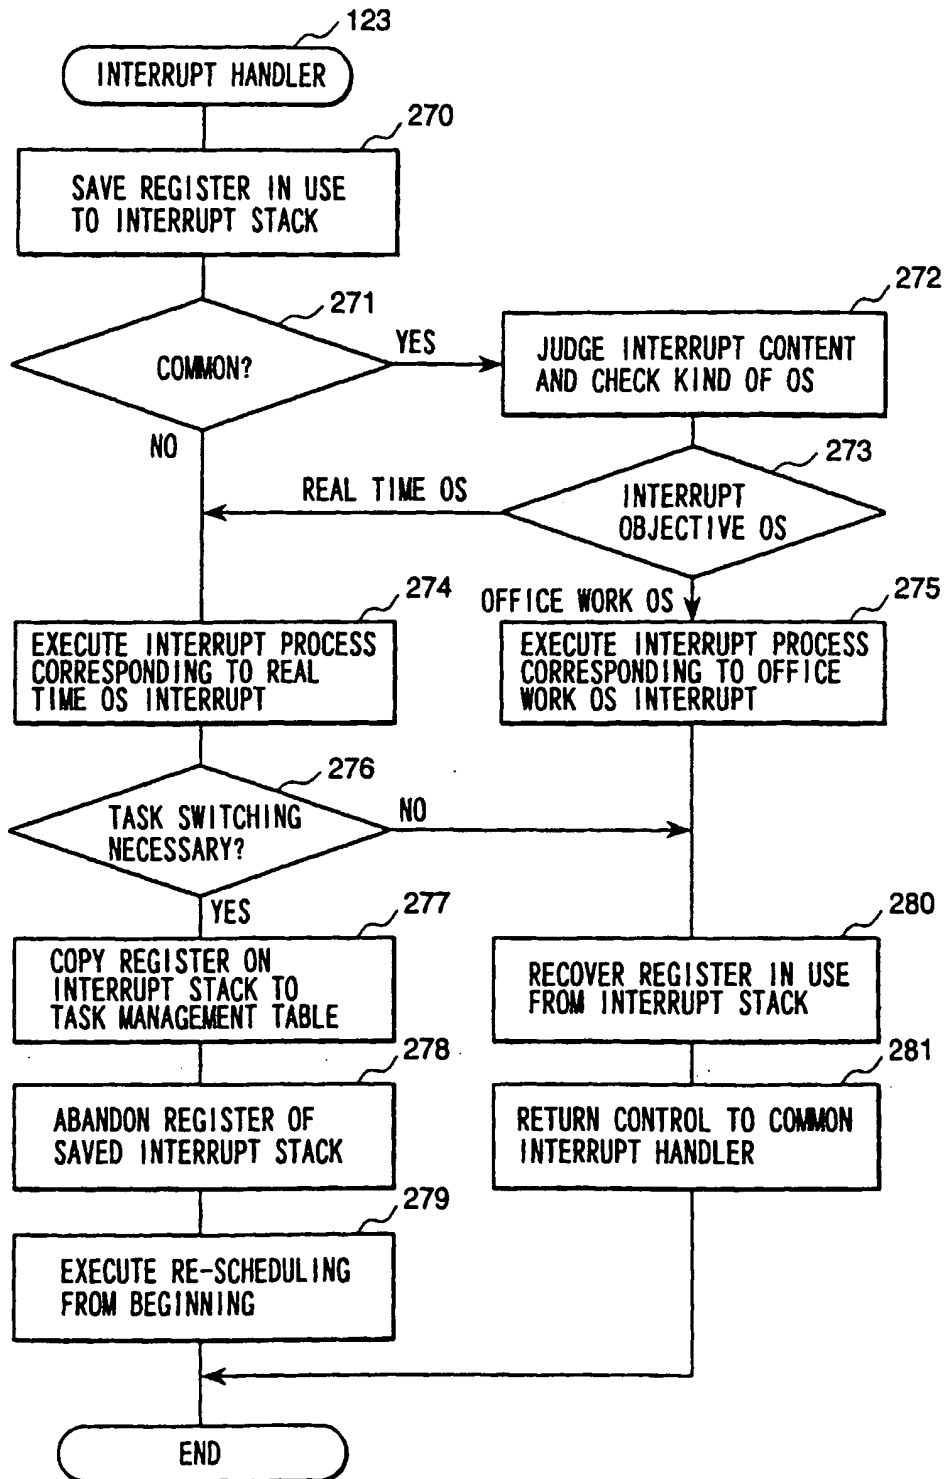 123
INTERRUPT HANDLER
270
SAVE REGISTER IN USE
TO INTERRUPT STACK
271
COMMON?
YES
NO
272
JUDGE INTERRUPT CONTENT
AND CHECK KIND OF OS
273
INTERRUPT
OBJECTIVE OS
REAL TIME OS
OFFICE WORK OS
274
EXECUTE INTERRUPT PROCESS
CORRESPONDING TO REAL
TIME OS INTERRUPT
275
EXECUTE INTERRUPT PROCESS
CORRESPONDING TO OFFICE
WORK OS INTERRUPT
276
TASK SWITCHING
NECESSARY?
NO
YES
277
COPY REGISTER ON
INTERRUPT STACK TO
TASK MANAGEMENT TABLE
280
RECOVER REGISTER IN USE
FROM INTERRUPT STACK
278
ABANDON REGISTER OF
SAVED INTERRUPT STACK
281
RETURN CONTROL TO COMMON
INTERRUPT HANDLER
279
EXECUTE RE-SCHEDULING
FROM BEGINNING
END